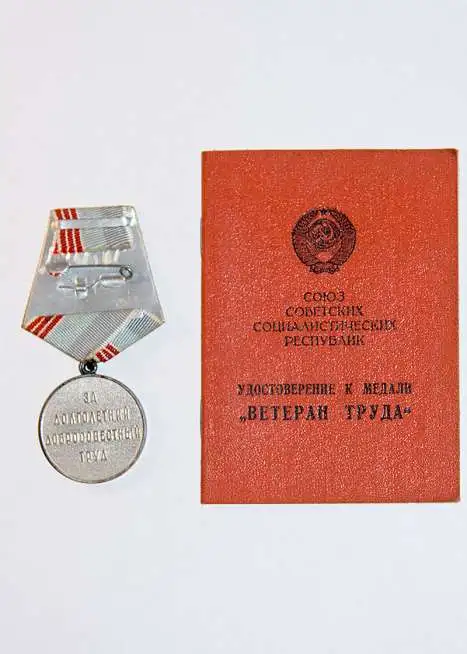 ЗА
ДОЛГОЛЕТНИЙ
ДОБРОСОВЕСТНЫЙ
ТРУД
СОЮЗ
СОВЕТСКИХ
СОЦИАЛИСТИЧЕСКИХ
РЕСПУБЛИК
УДОСТОВЕРЕНИЕ К МЕДАЛИ
„ВЕТЕРАН ТРУДА“